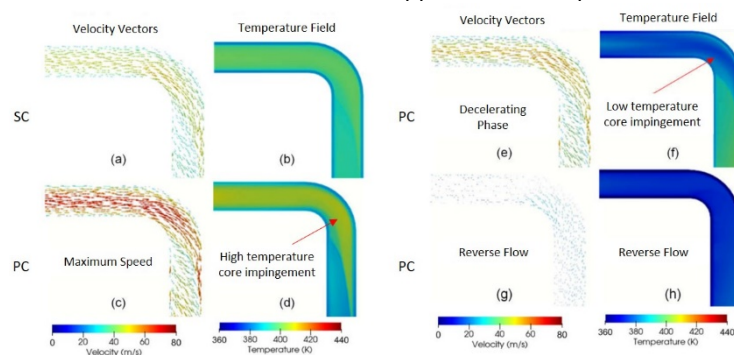 Velocity Vectors
Temperature Field
SC
(a)
(b)
PC
Maximum Speed
High temperature
core impingement
(c)
(d)
0 20 40 60 80
Velocity (m/s)
360 380 400 420 440
Temperature (K)
Velocity Vectors
Temperature Field
PC
Decelerating
Phase
Low temperature
core impingement
(e)
(f)
PC
Reverse Flow
Reverse Flow
(g)
(h)
0 20 40 60 80
Velocity (m/s)
360 380 400 420 440
Temperature (K)